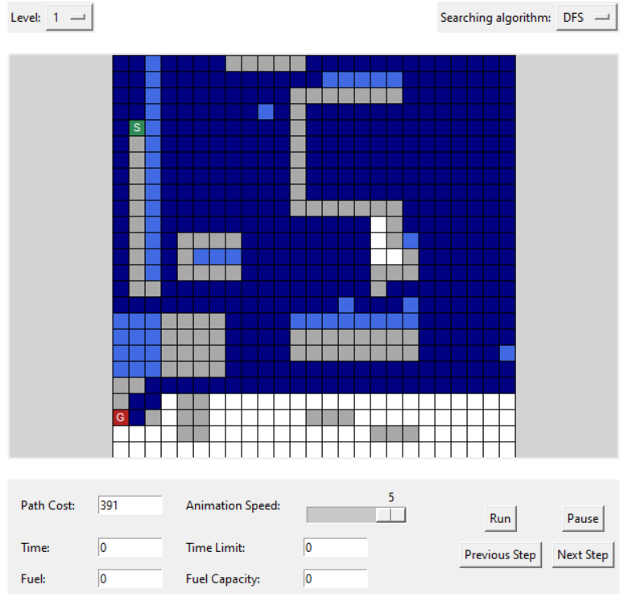 Level: 1 Searching algorithm: DFS
S
G
Path Cost: 391 Animation Speed: 5 Run Pause
Time: 0 Time Limit: 0 Previous Step Next Step
Fuel: 0 Fuel Capacity: 0